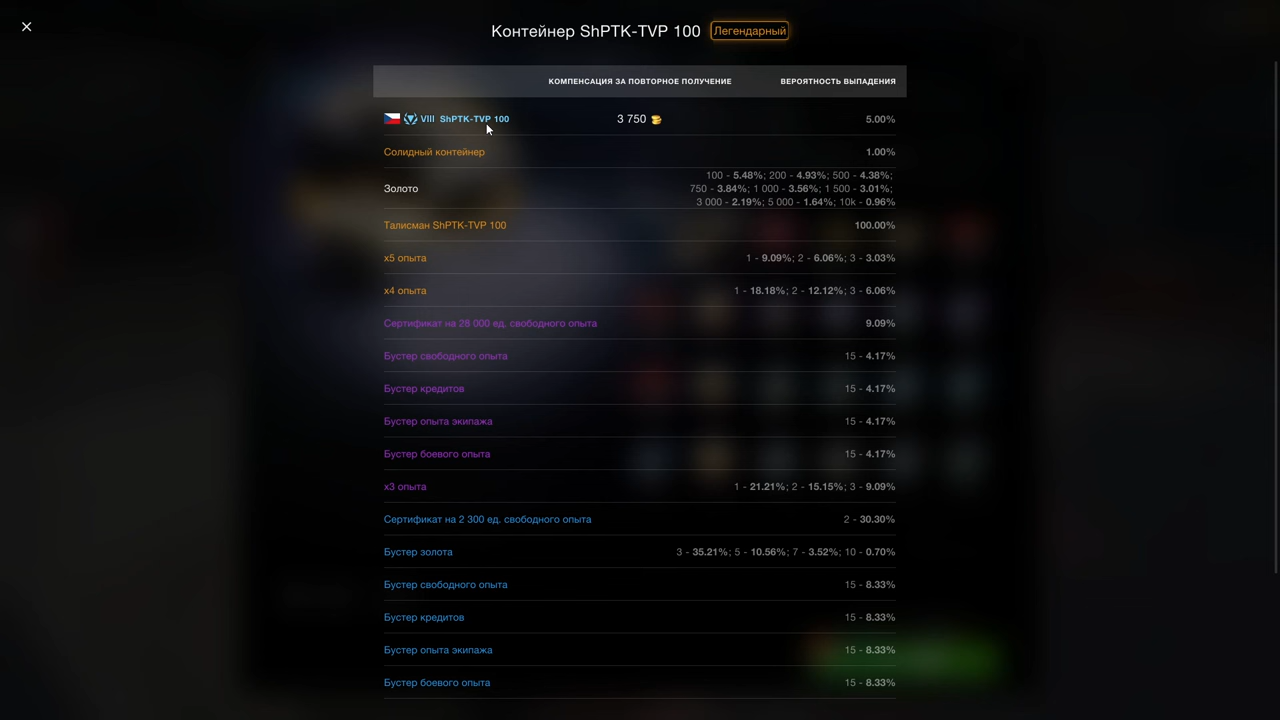 Контейнер ShPTK-TVP 100 Легендарный
КОМПЕНСАЦИЯ ЗА ПОВТОРНОЕ ПОЛУЧЕНИЕ ВЕРОЯТНОСТЬ ВЫПАДЕНИЯ
VIII ShPTK-TVP 100 3 750 5.00%
Солидный контейнер 1.00%
Золото
100 - 5.48%; 200 - 4.93%; 500 - 4.38%;
750 - 3.84%; 1 000 - 3.56%; 1 500 - 3.01%;
3 000 - 2.19%; 5 000 - 1.64%; 10k - 0.96%
Талисман ShPTK-TVP 100 100.00%
x5 опыта 1 - 9.09%; 2 - 6.06%; 3 - 3.03%
x4 опыта 1 - 18.18%; 2 - 12.12%; 3 - 6.06%
Сертификат на 28 000 ед. свободного опыта 9.09%
Бустер свободного опыта 15 - 4.17%
Бустер кредитов 15 - 4.17%
Бустер опыта экипажа 15 - 4.17%
Бустер боевого опыта 15 - 4.17%
x3 опыта 1 - 21.21%; 2 - 15.15%; 3 - 9.09%
Сертификат на 2 300 ед. свободного опыта 2 - 30.30%
Бустер золота 3 - 35.21%; 5 - 10.56%; 7 - 3.52%; 10 - 0.70%
Бустер свободного опыта 15 - 8.33%
Бустер кредитов 15 - 8.33%
Бустер опыта экипажа 15 - 8.33%
Бустер боевого опыта 15 - 8.33%